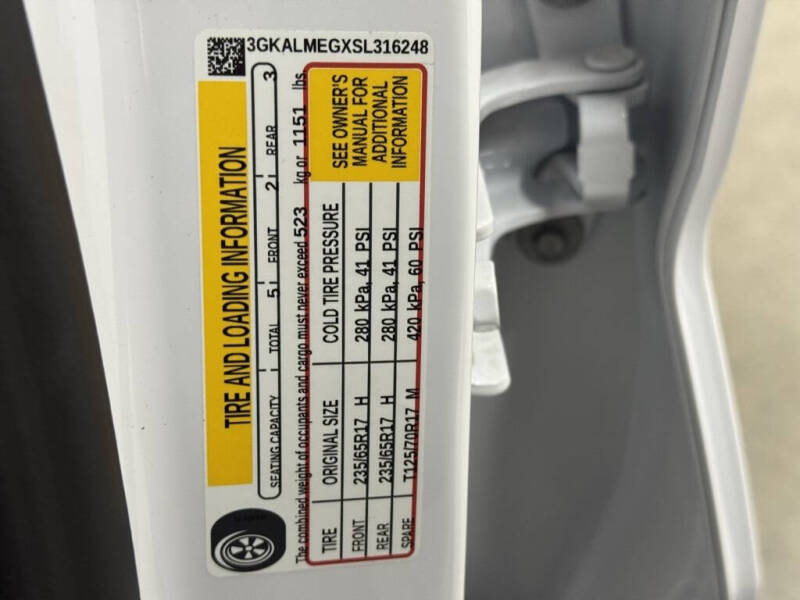 3GKALMEGXSL316248
TIRE AND LOADING INFORMATION
SEATING CAPACITY TOTAL 5 FRONT 2 REAR 3
The combined weight of occupants and cargo must never exceed 523 kg or 1151 lbs.
TIRE ORIGINAL SIZE COLD TIRE PRESSURE
FRONT 235/65R17 H 280 kPa, 41 PSI
REAR 235/65R17 H 280 kPa, 41 PSI
SPARE T125/70R17 M 420 kPa, 60 PSI
SEE OWNER'S
MANUAL FOR
ADDITIONAL
INFORMATION